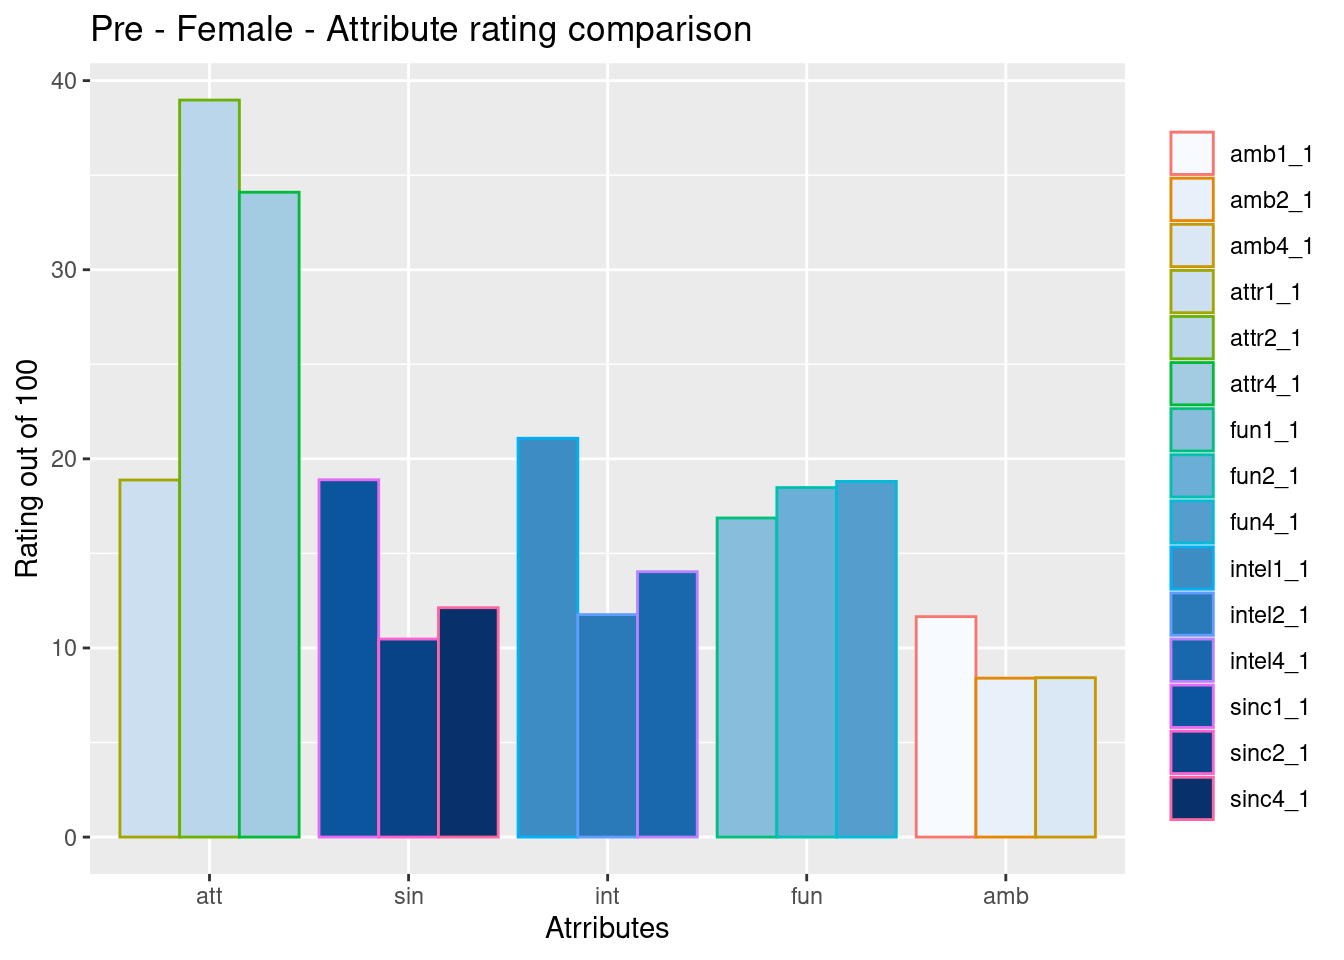 Pre - Female - Attribute rating comparison
Rating out of 100
40
30
20
10
0
att
sin
int
fun
amb
Atrributes
amb1_1
amb2_1
amb4_1
attr1_1
attr2_1
attr4_1
fun1_1
fun2_1
fun4_1
intel1_1
intel2_1
intel4_1
sinc1_1
sinc2_1
sinc4_1